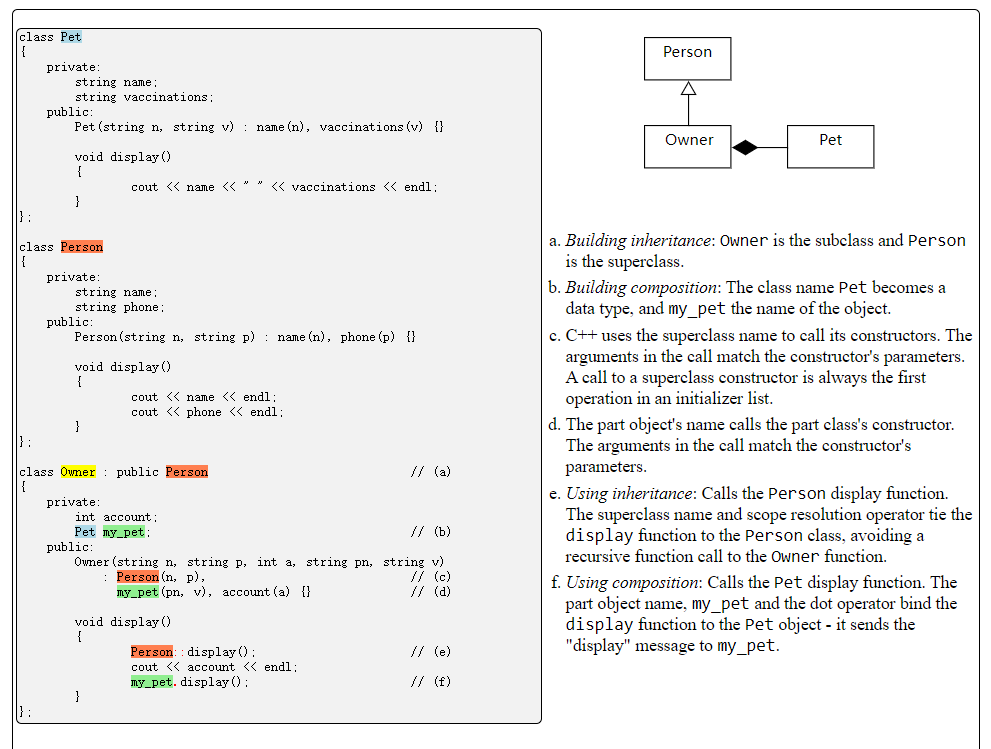 class Pet
{
    private:
        string name;
        string vaccinations;
    public:
        Pet(string n, string v) : name(n), vaccinations(v) {}

        void display()
        {
                cout << name << " " << vaccinations << endl;
        }
};

class Person
{
    private:
        string name;
        string phone;
    public:
        Person(string n, string p) : name(n), phone(p) {}

        void display()
        {
                cout << name << endl;
                cout << phone << endl;
        }
};

class Owner : public Person                             // (a)
{
    private:
        int account;
        Pet my_pet;                                     // (b)
    public:
        Owner(string n, string p, int a, string pn, string v)
            : Person(n, p),                             // (c)
              my_pet(pn, v), account(a) {}              // (d)

        void display()
        {
                Person::display();                      // (e)
                cout << account << endl;
                my_pet.display();                       // (f)
        }
};
Person
Owner
Pet
a. Building inheritance: Owner is the subclass and Person
is the superclass.
b. Building composition: The class name Pet becomes a
data type, and my_pet the name of the object.
c. C++ uses the superclass name to call its constructors. The
arguments in the call match the constructor's parameters.
A call to a superclass constructor is always the first
operation in an initializer list.
d. The part object's name calls the part class's constructor.
The arguments in the call match the constructor's
parameters.
e. Using inheritance: Calls the Person display function.
The superclass name and scope resolution operator tie the
display function to the Person class, avoiding a
recursive function call to the Owner function.
f. Using composition: Calls the Pet display function. The
part object name, my_pet and the dot operator bind the
display function to the Pet object - it sends the
"display" message to my_pet.